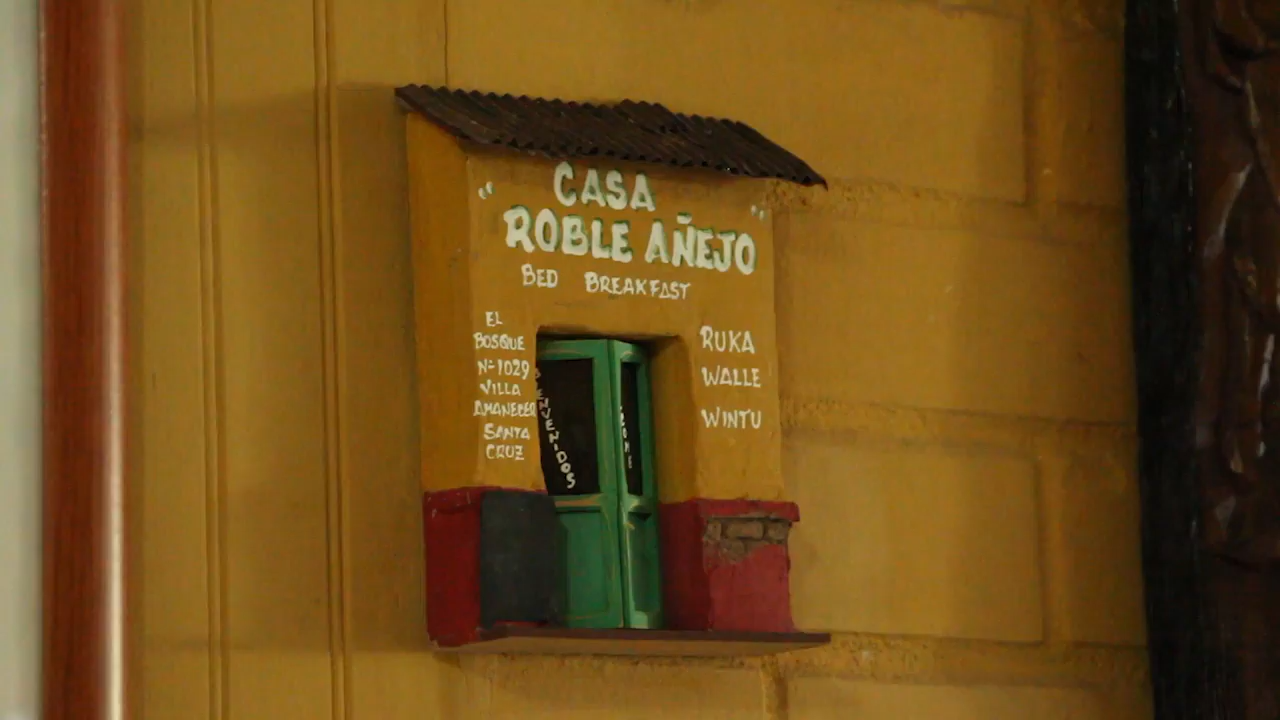 "CASA"
ROBLE AÑEJO
BED BREAKFAST
EL
BOSQUE
Nº 1029
VILLA
AMANECER
SANTA
CRUZ
BIENVENIDOS
RUKA
WALLE
WINTU